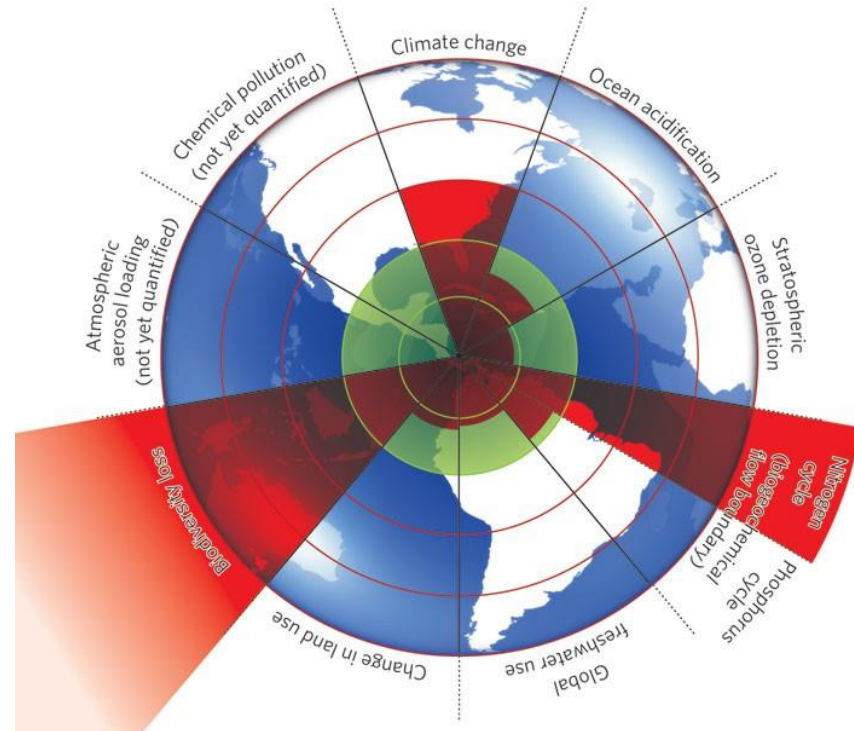 Climate change
Ocean acidification
Stratospheric
ozone depletion
Nitrogen
cycle
(biogeochemical
flow boundary)
Phosphorus
cycle
Global
freshwater use
Change in land use
Biodiversity loss
Atmospheric
aerosol loading
(not yet quantified)
Chemical pollution
(not yet quantified)